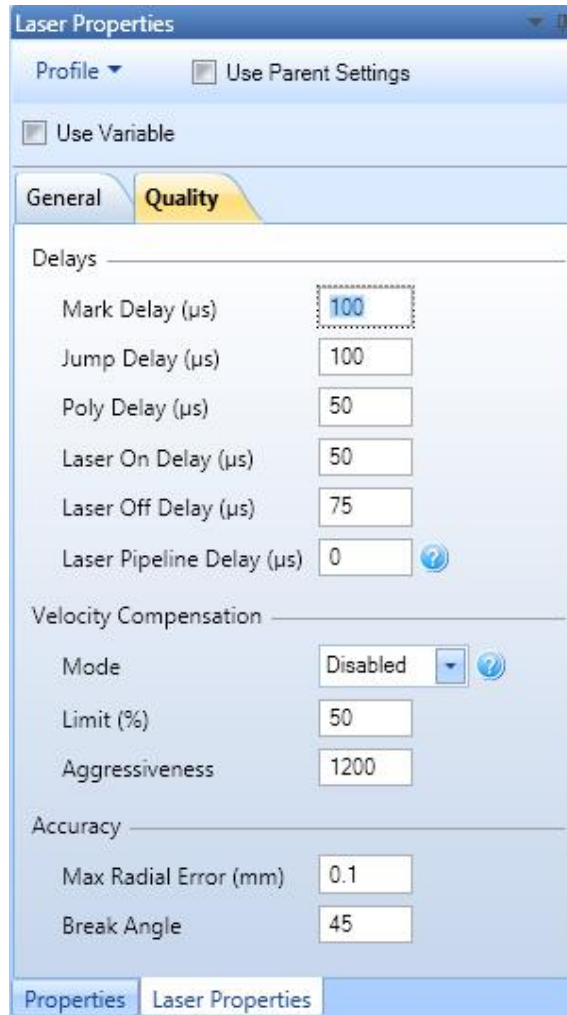 Laser Properties
Profile Use Parent Settings
Use Variable
General Quality
Delays
Mark Delay (µs) 100
Jump Delay (µs) 100
Poly Delay (µs) 50
Laser On Delay (µs) 50
Laser Off Delay (µs) 75
Laser Pipeline Delay (µs) 0 ?
Velocity Compensation
Mode Disabled ?
Limit (%) 50
Aggressiveness 1200
Accuracy
Max Radial Error (mm) 0.1
Break Angle 45
Properties Laser Properties